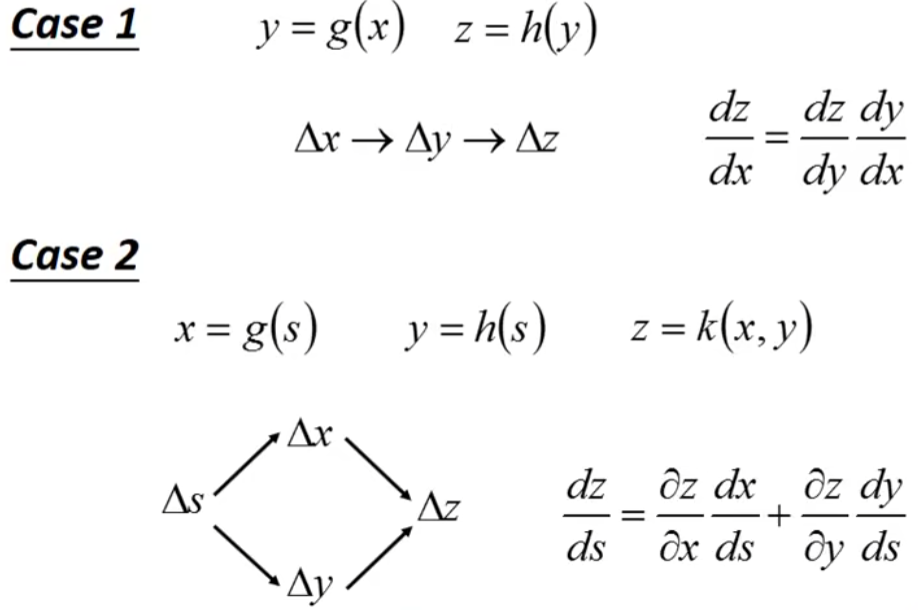 Case 1 y = g(x) z = h(y)
Δx → Δy → Δz dz/dx = dz/dy dy/dx
Case 2
x = g(s) y = h(s) z = k(x, y)
Δx
Δs Δz dz/ds = ∂z/∂x dx/ds + ∂z/∂y dy/ds
Δy